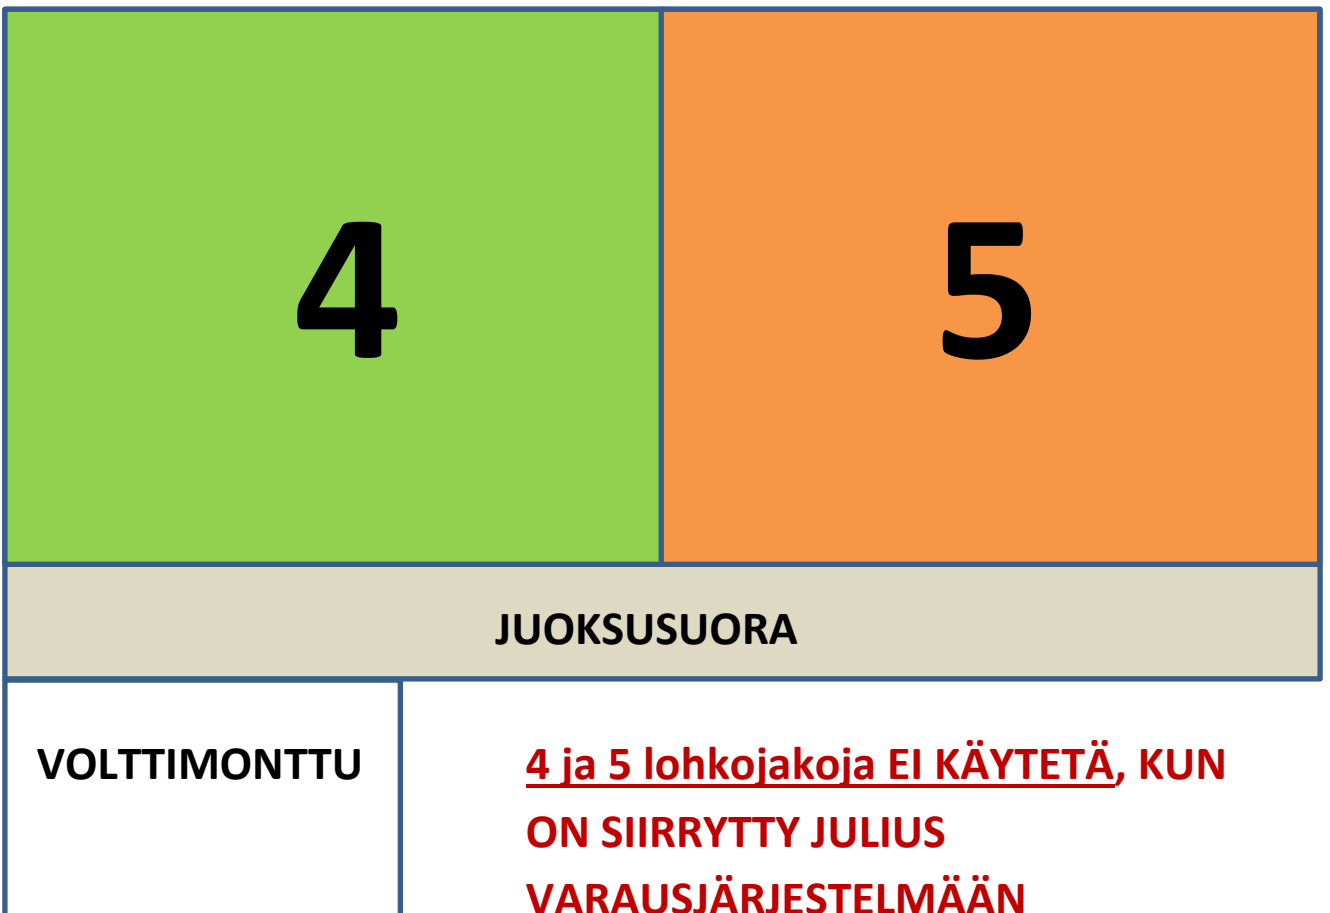 4
5
JUOKSUSUORA
VOLTTIMONTTU
4 ja 5 lohkojakoja EI KÄYTETÄ, KUN
ON SIIRRYTTY JULIUS
VARAUSJÄRJESTELMÄÄN